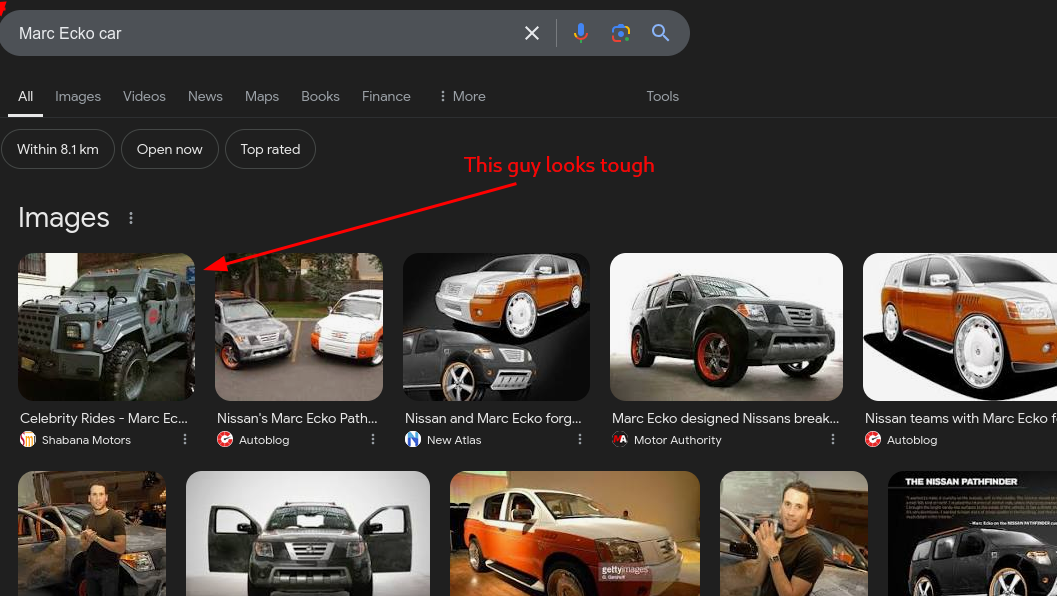 Marc Ecko car
All Images Videos News Maps Books Finance More Tools
Within 8.1 km Open now Top rated
This guy looks tough
Images
Celebrity Rides - Marc Ec... Nissan's Marc Ecko Path... Nissan and Marc Ecko forg... Marc Ecko designed Nissans break... Nissan teams with Marc Ecko f
Shabana Motors Autoblog New Atlas Motor Authority Autoblog
THE NISSAN PATHFINDER
-Marc Ecko on the NISSAN PATHFINDER
gettyimages